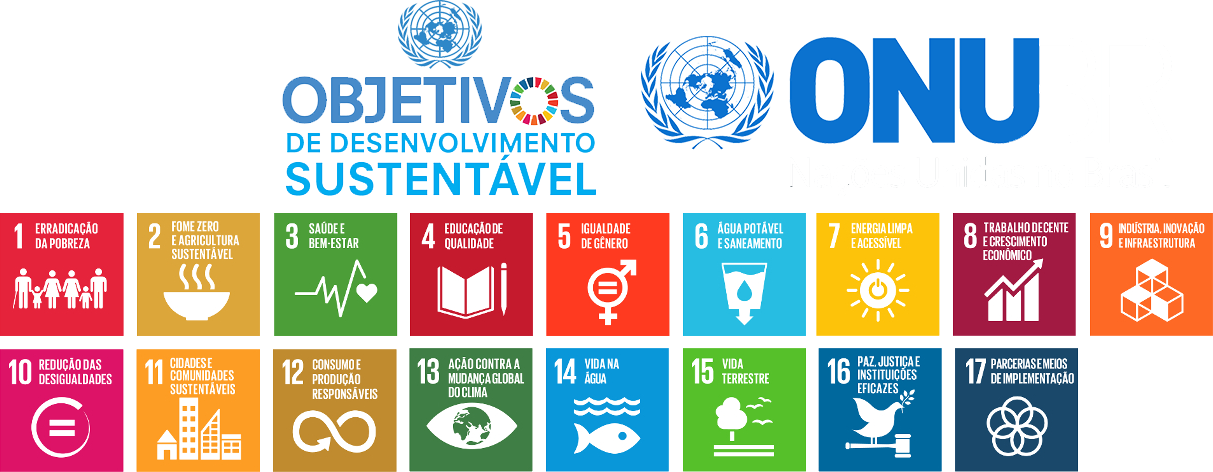 OBJETIVOS
DE DESENVOLVIMENTO
SUSTENTÁVEL
ONU
1 ERRADICAÇÃO
DA POBREZA
2 FOME ZERO
E AGRICULTURA
SUSTENTÁVEL
3 SAÚDE E
BEM-ESTAR
4 EDUCAÇÃO DE
QUALIDADE
5 IGUALDADE
DE GÊNERO
6 ÁGUA POTÁVEL
E SANEAMENTO
7 ENERGIA LIMPA
E ACESSÍVEL
8 TRABALHO DECENTE
E CRESCIMENTO
ECONÔMICO
9 INDÚSTRIA, INOVAÇÃO
E INFRAESTRUTURA
10 REDUÇÃO DAS
DESIGUALDADES
11 CIDADES E
COMUNIDADES
SUSTENTÁVEIS
12 CONSUMO E
PRODUÇÃO
RESPONSÁVEIS
13 AÇÃO CONTRA A
MUDANÇA GLOBAL
DO CLIMA
14 VIDA NA
ÁGUA
15 VIDA
TERRESTRE
16 PAZ, JUSTIÇA E
INSTITUIÇÕES
EFICAZES
17 PARCERIAS E MEIOS
DE IMPLEMENTAÇÃO